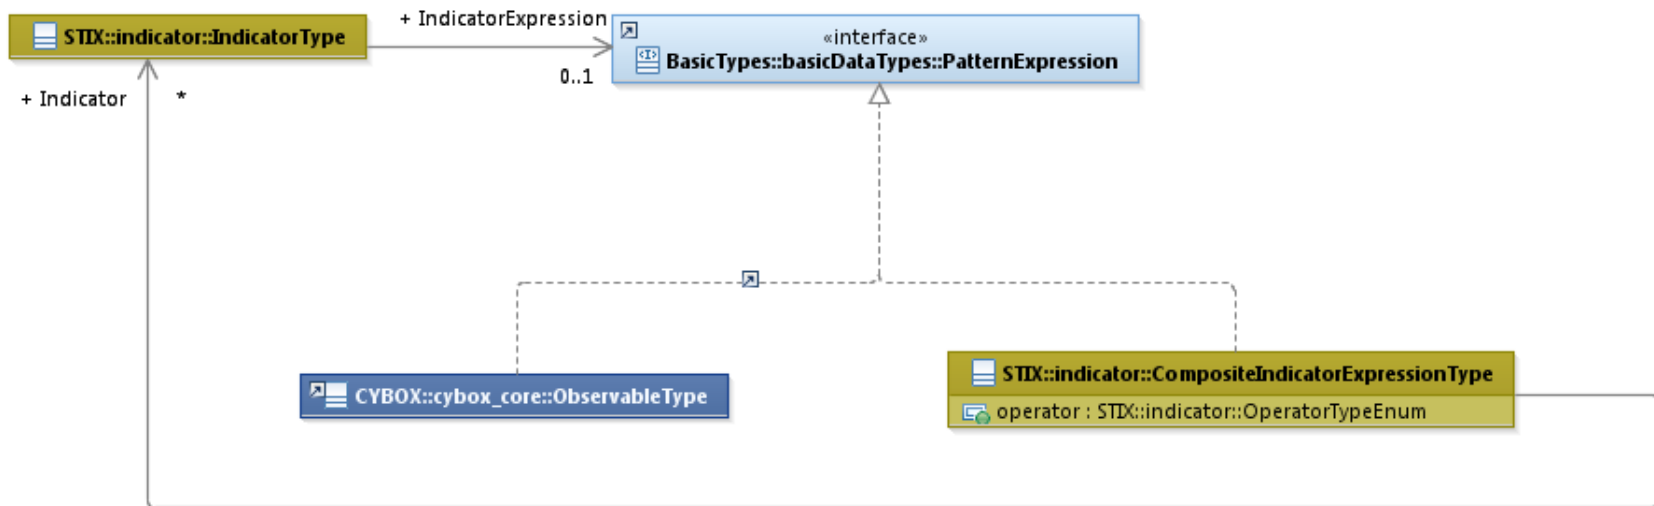 STIX::indicator::IndicatorType
+ IndicatorExpression
0..1
«interface»
BasicTypes::basicDataTypes::PatternExpression
+ Indicator
*
CYBOX::cybox_core::ObservableType
STIX::indicator::CompositeIndicatorExpressionType
operator : STIX::indicator::OperatorTypeEnum